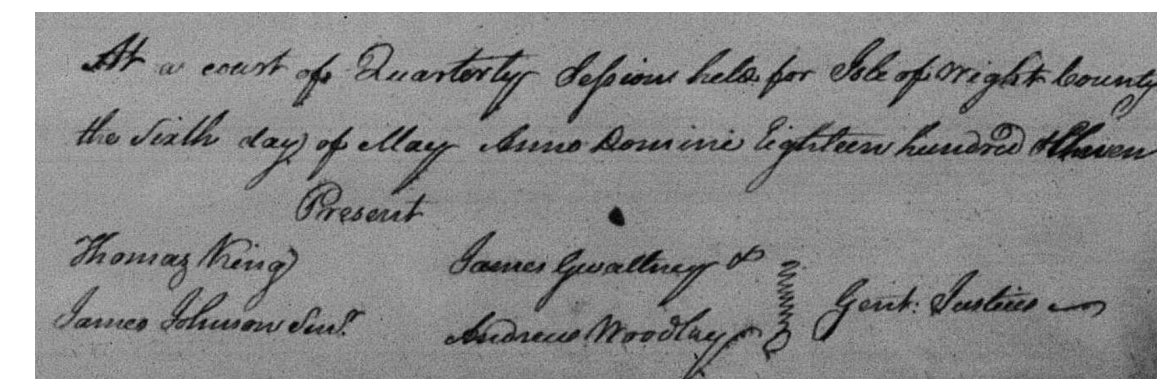 At a court of Quarterly Sessions held for Isle of Wright County
the Sixth day of May Anno Domini Eighteen hundred & Eleven
Present
Thomas King James Gwaltney &
James Johnson Senr. Andrew Woodley Gent: Justices